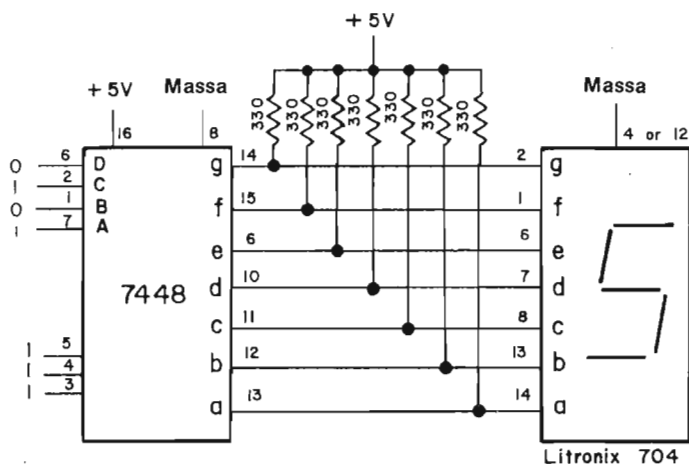 + 5V
330 330 330 330 330 330 330
+ 5V
Massa
16
8
0 6 D
1 2 C
0 1 B
1 7 A
7448
1 5
1 4
1 3
g 14
f 15
e 6
d 10
c 11
b 12
a 13
Massa
4 or 12
2 g
1 f
6 e
7 d
8 c
13 b
14 a
Litronix 704